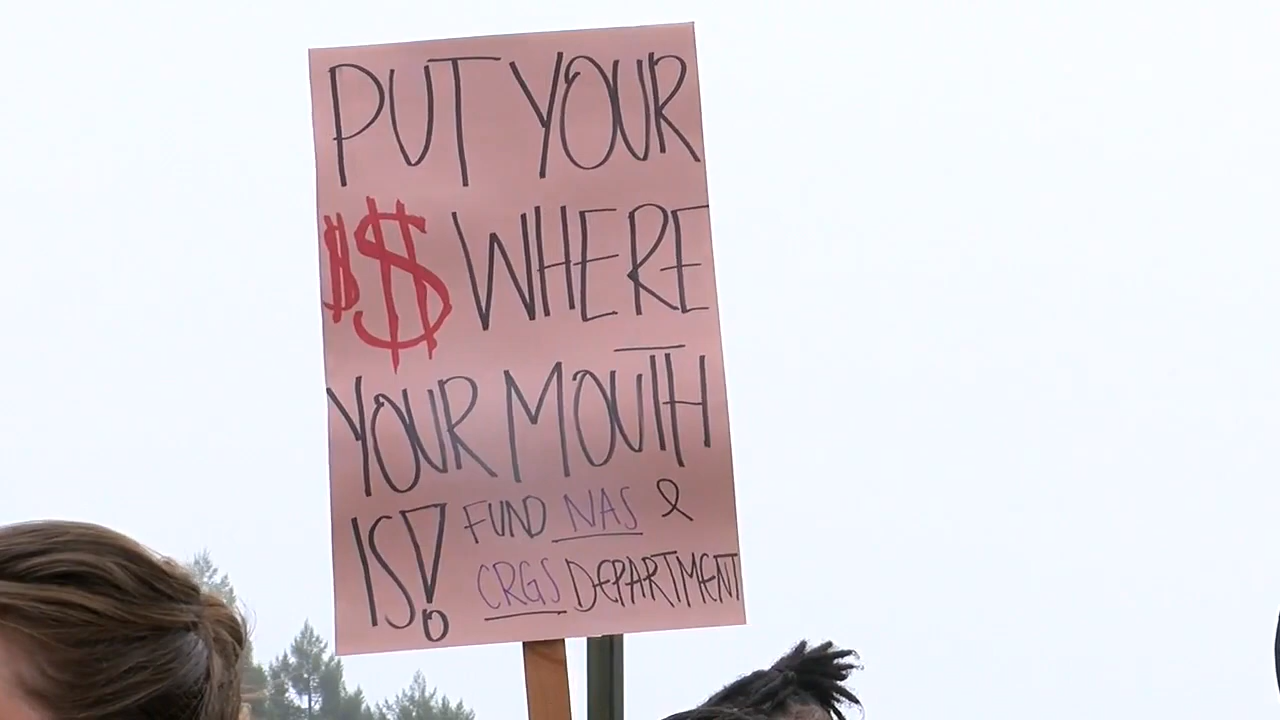 PUT YOUR
$$ WHERE
YOUR MOUTH
IS! FUND NAS &
CRGS DEPARTMENT